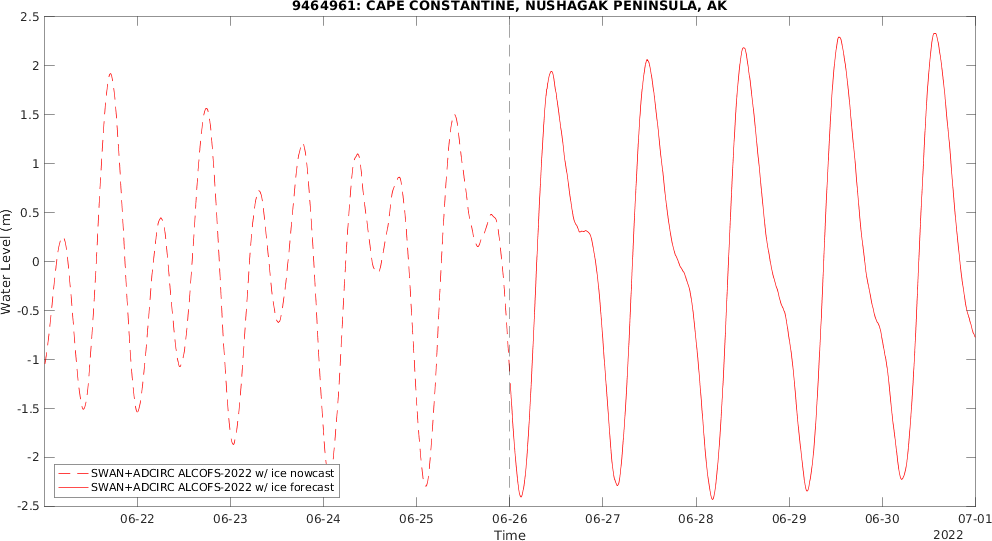 9464961: CAPE CONSTANTINE, NUSHAGAK PENINSULA, AK
2.5
2
1.5
1
0.5
0
-0.5
-1
-1.5
-2
-2.5
Water Level (m)
SWAN+ADCIRC ALCOFS-2022 w/ ice nowcast
SWAN+ADCIRC ALCOFS-2022 w/ ice forecast
06-22 06-23 06-24 06-25 06-26 06-27 06-28 06-29 06-30 07-01
Time
2022